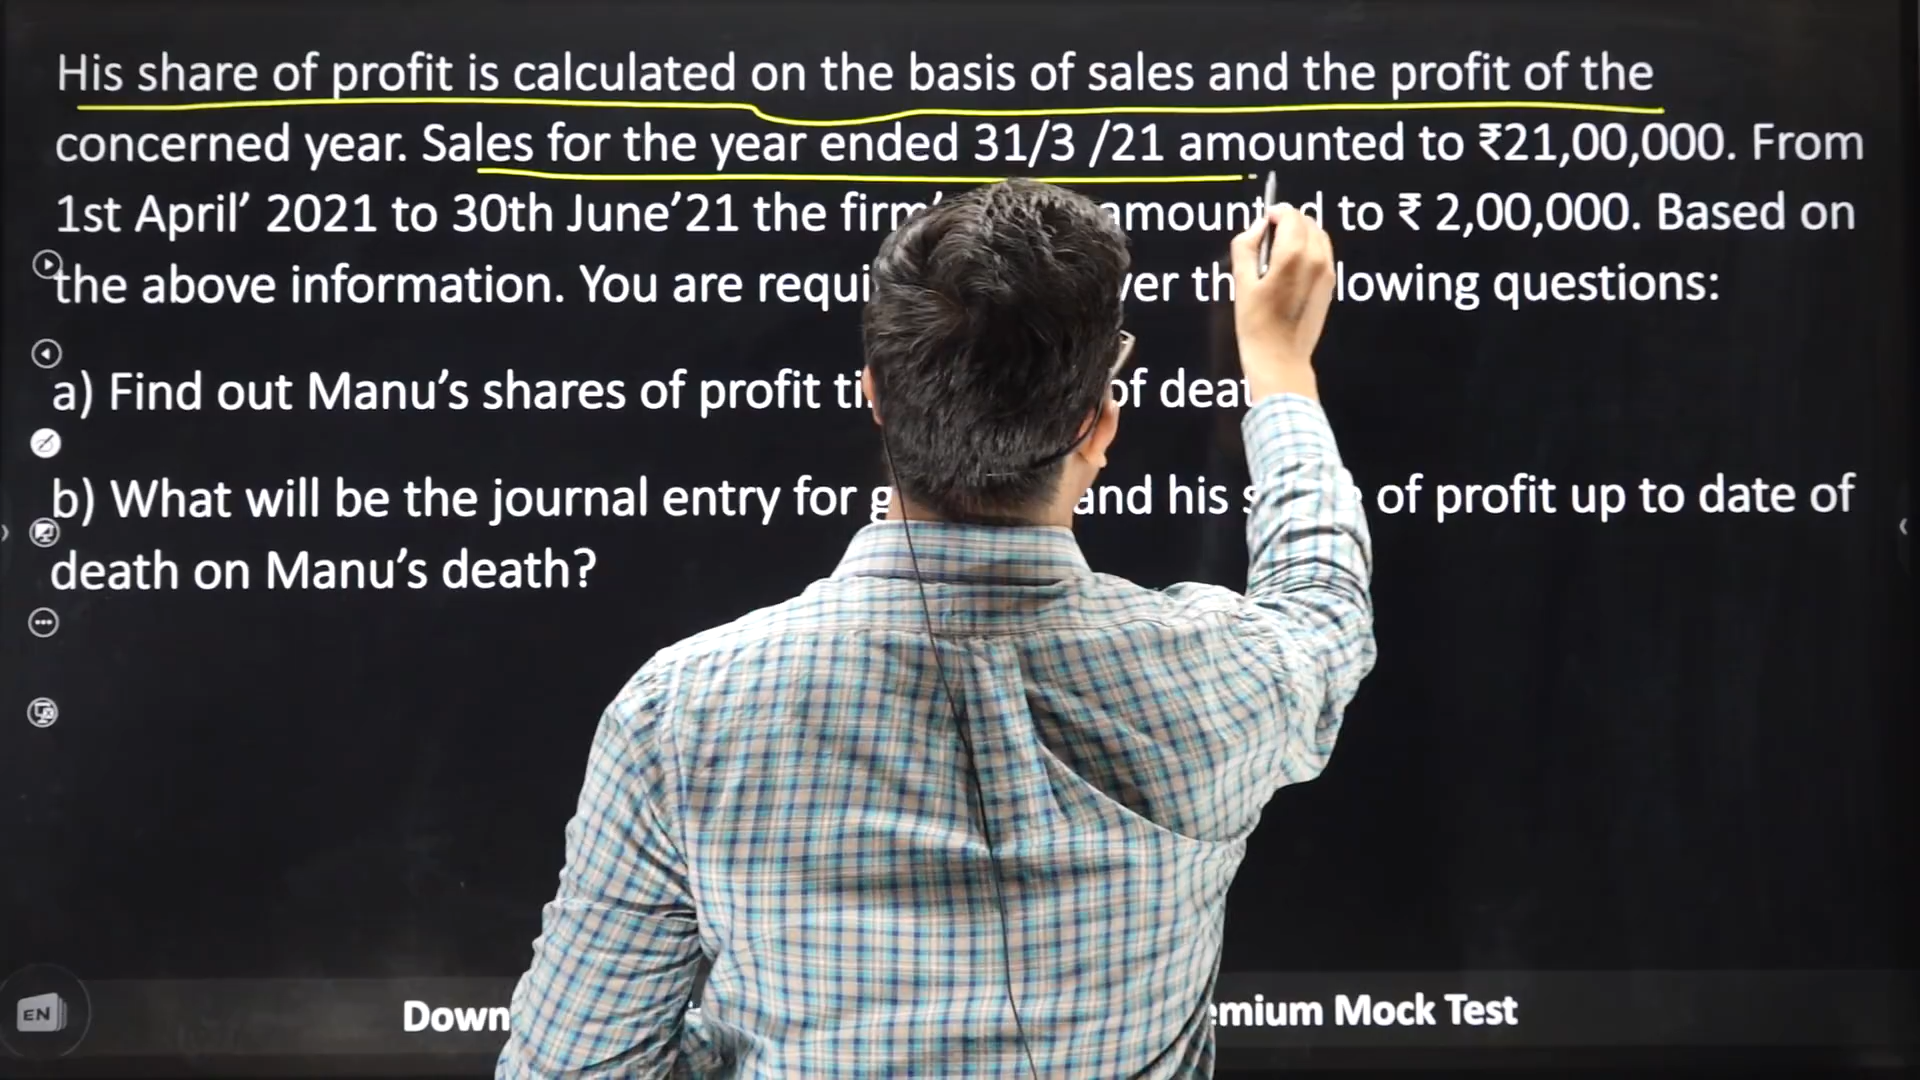 His share of profit is calculated on the basis of sales and the profit of the
concerned year. Sales for the year ended 31/3 /21 amounted to ₹21,00,000. From
1st April’ 2021 to 30th June’21 the firm’ amounted to ₹ 2,00,000. Based on
the above information. You are requi ver th lowing questions:
a) Find out Manu’s shares of profit ti of deat
b) What will be the journal entry for g and his s of profit up to date of
death on Manu’s death?
EN
Down emium Mock Test